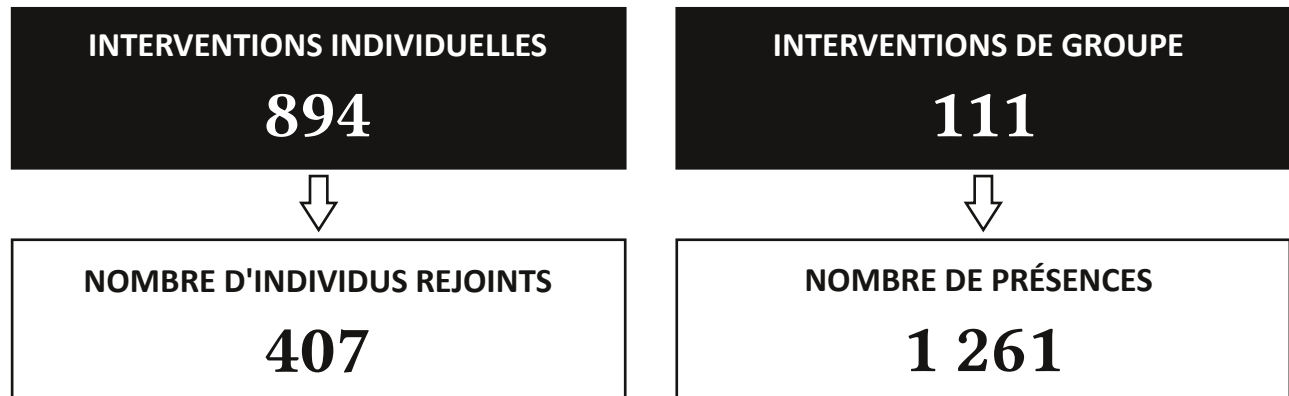 INTERVENTIONS INDIVIDUELLES
894
NOMBRE D'INDIVIDUS REJOINTS
407
INTERVENTIONS DE GROUPE
111
NOMBRE DE PRÉSENCES
1 261